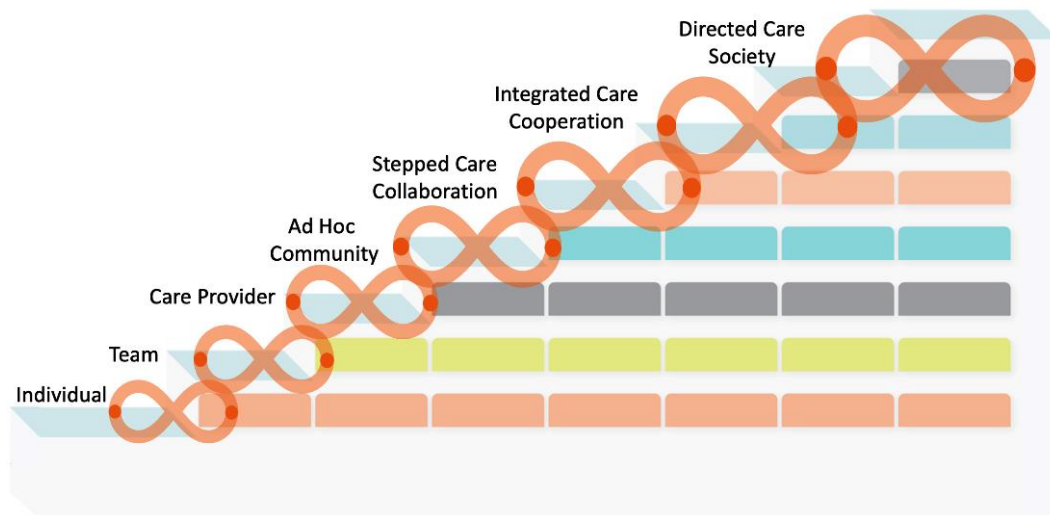 Directed Care
Society
Integrated Care
Cooperation
Stepped Care
Collaboration
Ad Hoc
Community
Care Provider
Team
Individual